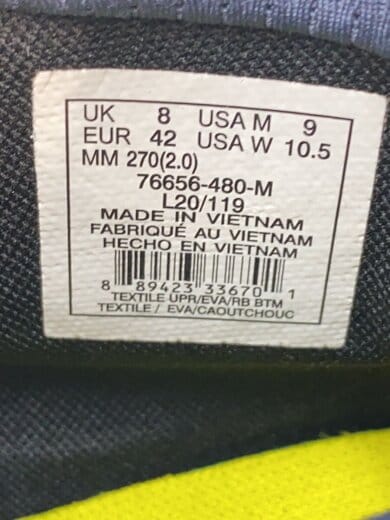 UK 8 USA M 9
EUR 42 USA W 10.5
MM 270(2.0)
76656-480-M
L20/119
MADE IN VIETNAM
FABRIQUÉ AU VIETNAM
HECHO EN VIETNAM
8 89423 33670 1
TEXTILE UPR/EVA/RB BTM
TEXTILE / EVA/CAOUTCHOUC